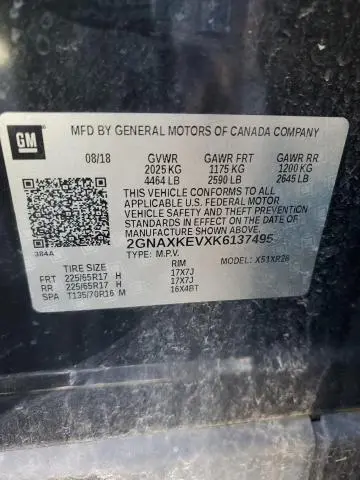 GM
MFD BY GENERAL MOTORS OF CANADA COMPANY
08/18 GVWR GAWR FRT GAWR RR
2025 KG 1175 KG 1200 KG
4464 LB 2590 LB 2645 LB
THIS VEHICLE CONFORMS TO ALL
APPLICABLE U.S. FEDERAL MOTOR
VEHICLE SAFETY AND THEFT PREVENTION
STANDARDS IN EFFECT ON THE DATE OF
MANUFACTURE SHOWN ABOVE.
2GNAXKEVXK6137495
384A TYPE: M.P.V. MODEL: X51XR26
TIRE SIZE RIM
FRT 225/65R17 H 17X7J
RR 225/65R17 H 17X7J
SPA T135/70R16 M 16X4BT